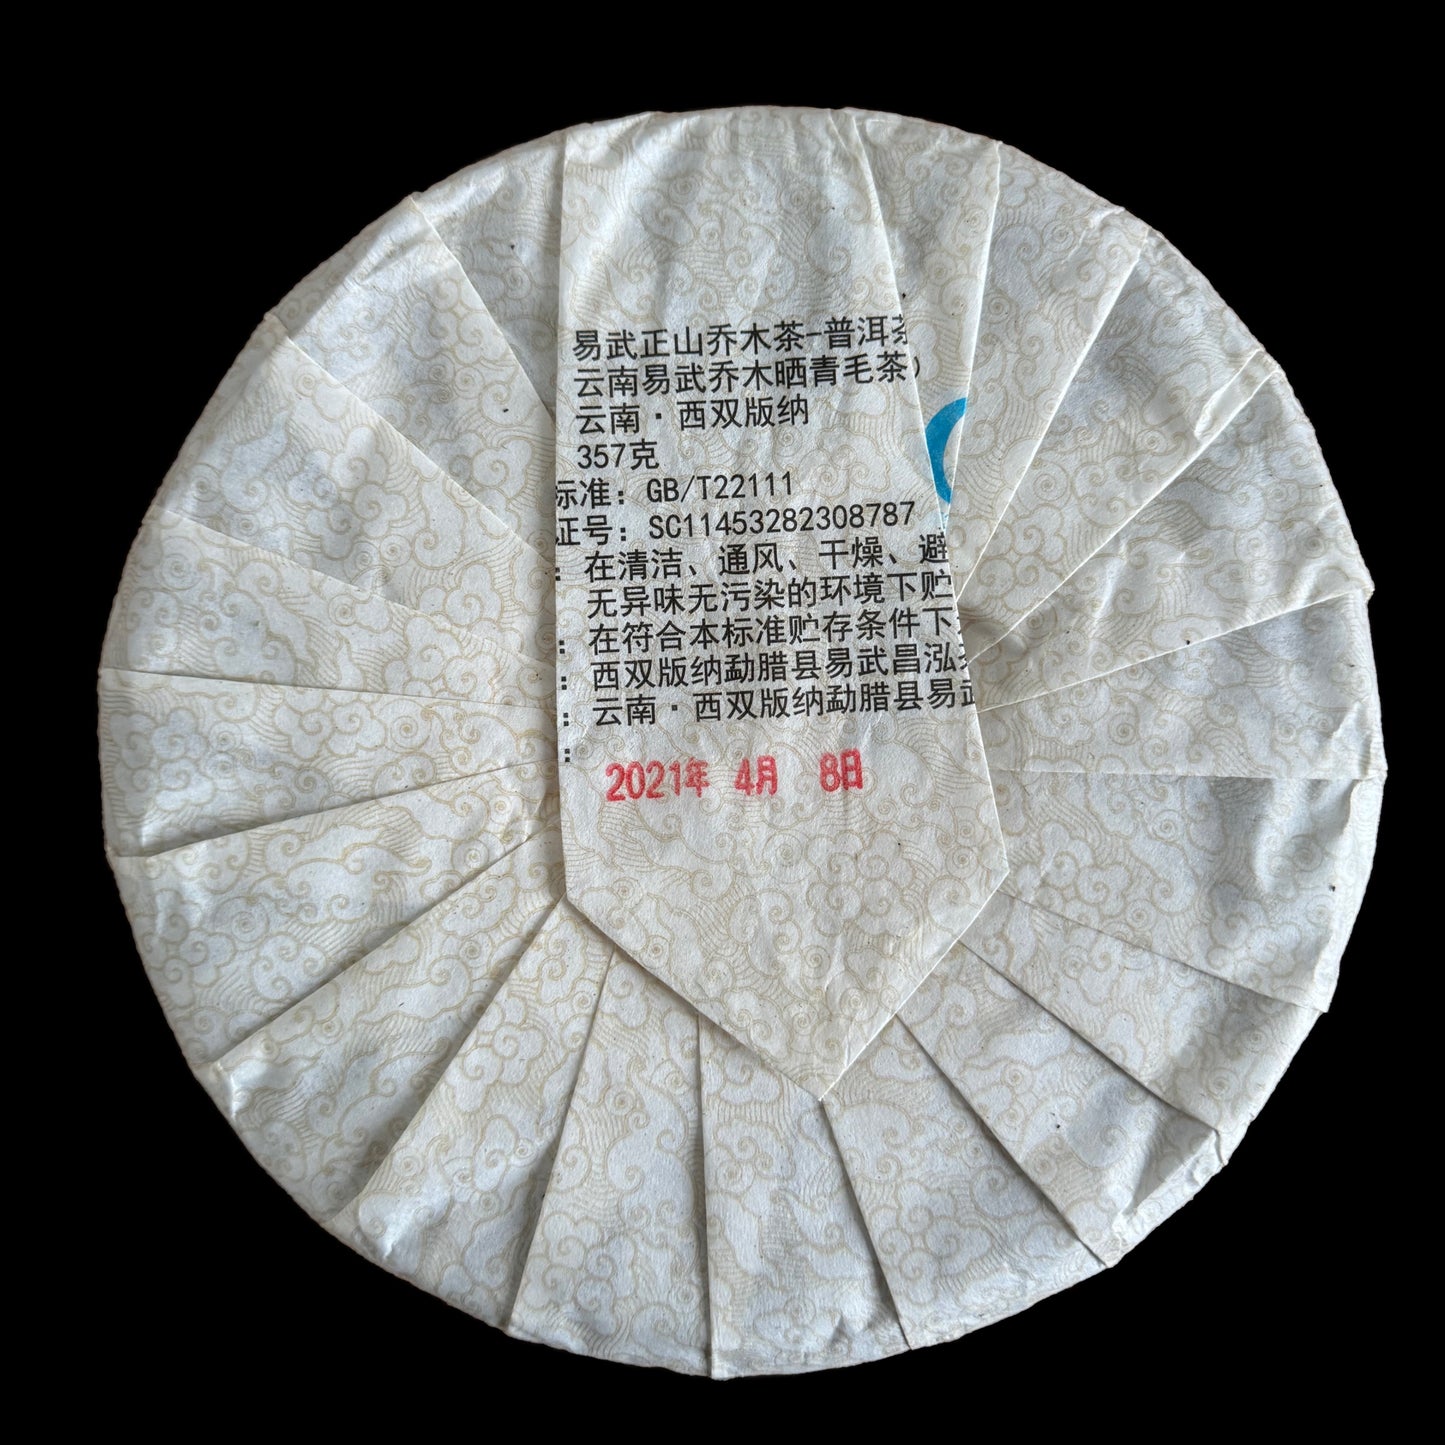 易武正山乔木茶-普洱茶
云南易武乔木晒青毛茶)
云南·西双版纳
357克
标准: GB/T22111
证号: SC11453282308787
: 在清洁、通风、干燥、避
无异味无污染的环境下贮
: 在符合本标准贮存条件下
: 西双版纳勐腊县易武昌泓茶
: 云南·西双版纳勐腊县易武
:
2021年 4月 8日